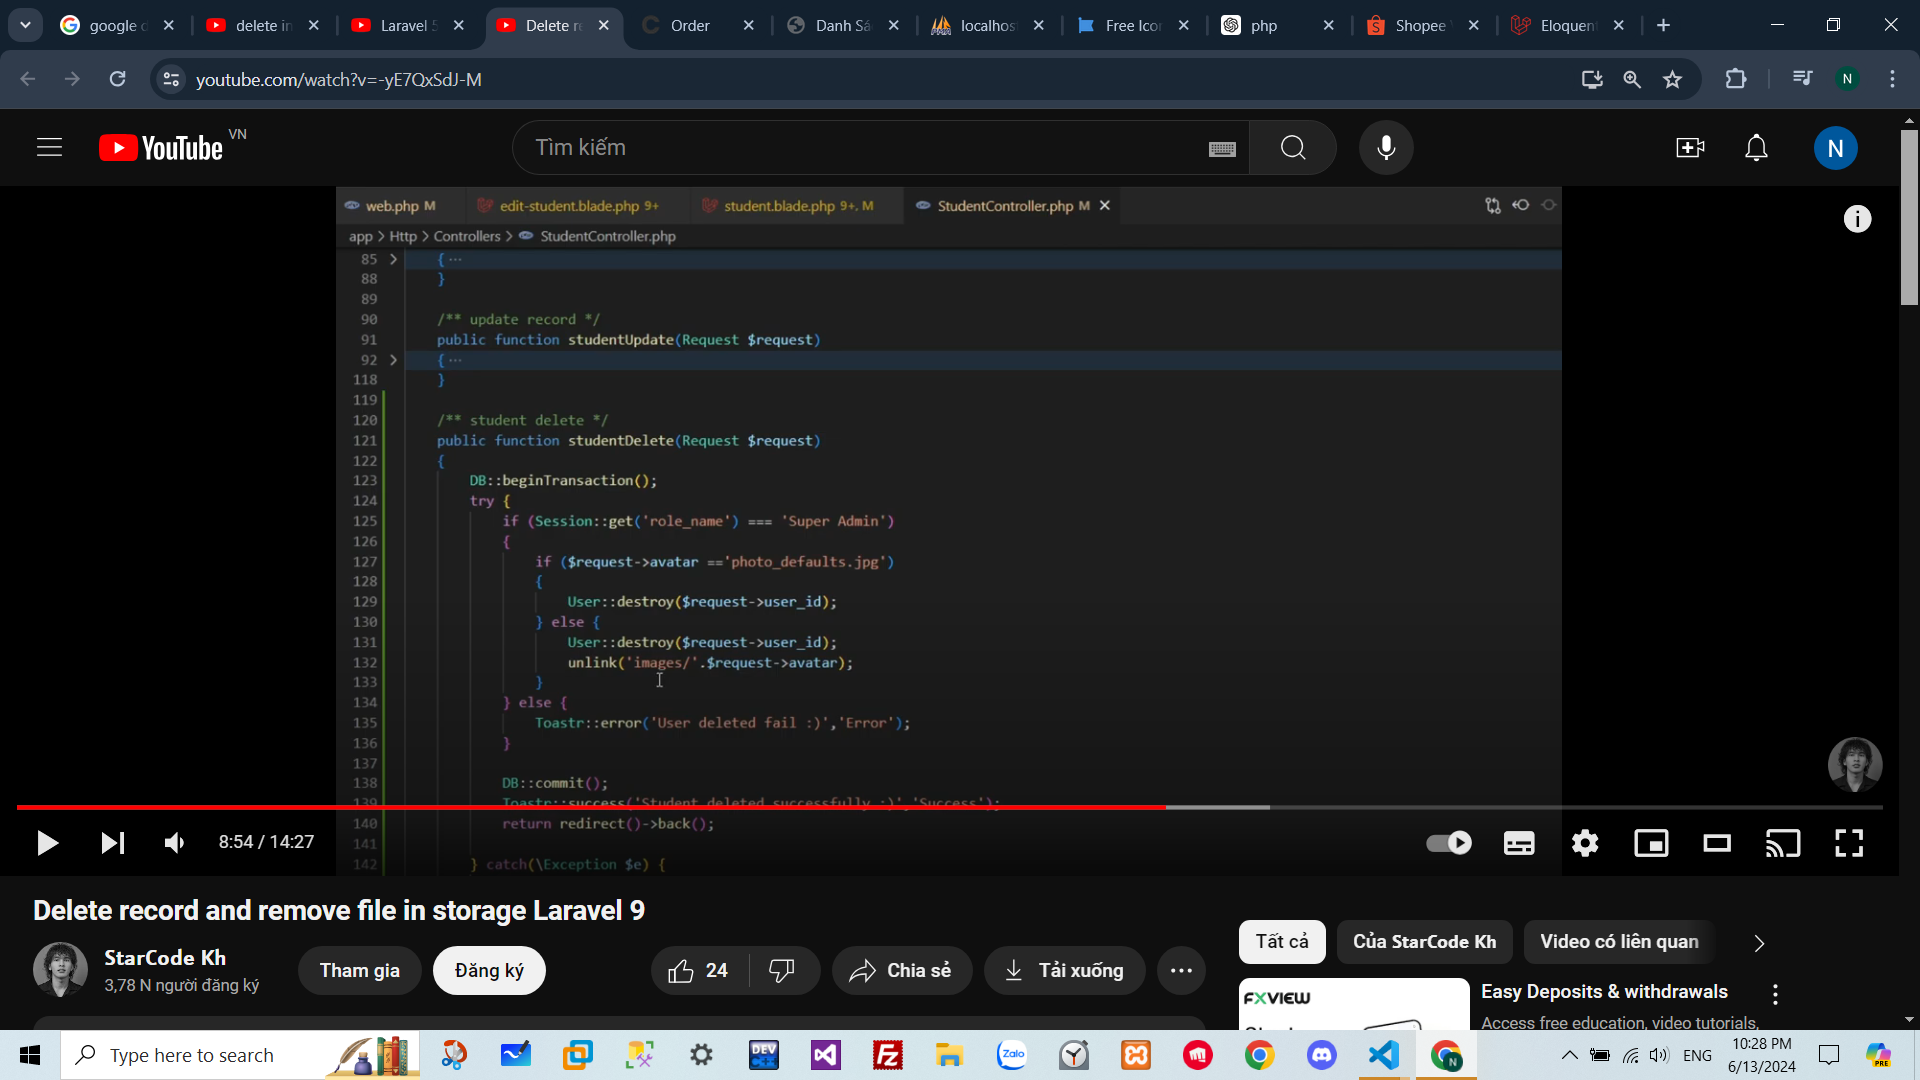 google d
delete in
Laravel 5
Delete re
Order
Danh Sá
localhos
Free Ico
php
Shopee
Eloquen
youtube.com/watch?v=-yE7QxSdJ-M
N
YouTube VN
Tìm kiếm
N
web.php M
edit-student.blade.php 9+
student.blade.php 9+, M
StudentController.php M
app > Http > Controllers > StudentController.php
85 > { ...
88 }
89
90 /** update record */
91 public function studentUpdate(Request $request)
92 > { ...
118 }
119
120 /** student delete */
121 public function studentDelete(Request $request)
122 {
123 DB::beginTransaction();
124 try {
125 if (Session::get('role_name') === 'Super Admin')
126 {
127 if ($request->avatar =='photo_defaults.jpg')
128 {
129 User::destroy($request->user_id);
130 } else {
131 User::destroy($request->user_id);
132 unlink('images/'.$request->avatar);
133 }
134 } else {
135 Toastr::error('User deleted fail :)','Error');
136 }
137
138 DB::commit();
139 Toastr::success('Student deleted successfully :)','Success');
140 return redirect()->back();
141
142 } catch(\Exception $e) {
8:54 / 14:27
Delete record and remove file in storage Laravel 9
StarCode Kh
3,78 N người đăng ký
Tham gia
Đăng ký
24
Chia sẻ
Tải xuống
Tất cả
Của StarCode Kh
Video có liên quan
FXVIEW
Easy Deposits & withdrawals
Access free education, video tutorials,
Type here to search
DEV
Zalo
N
ENG
10:28 PM
6/13/2024
PRE